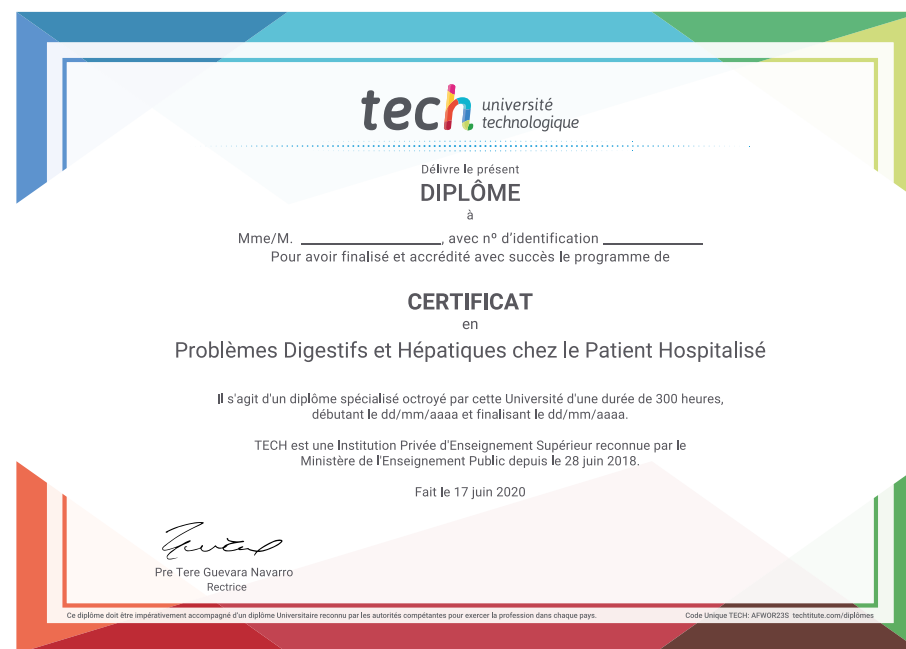 tech université
technologique
Délivre le présent
DIPLÔME
à
Mme/M. ____________________, avec nº d'identification ______________
Pour avoir finalisé et accrédité avec succès le programme de
CERTIFICAT
en
Problèmes Digestifs et Hépatiques chez le Patient Hospitalisé
Il s'agit d'un diplôme spécialisé octroyé par cette Université d'une durée de 300 heures,
débutant le dd/mm/aaaa et finalisant le dd/mm/aaaa.
TECH est une Institution Privée d'Enseignement Supérieur reconnue par le
Ministère de l'Enseignement Public depuis le 28 juin 2018.
Fait le 17 juin 2020
Pre Tere Guevara Navarro
Rectrice
Ce diplôme doit être impérativement accompagné d'un diplôme Universitaire reconnu par les autorités compétantes pour exercer la profession dans chaque pays.
Code Unique TECH: AFWOR23S techtitute.com/diplômes